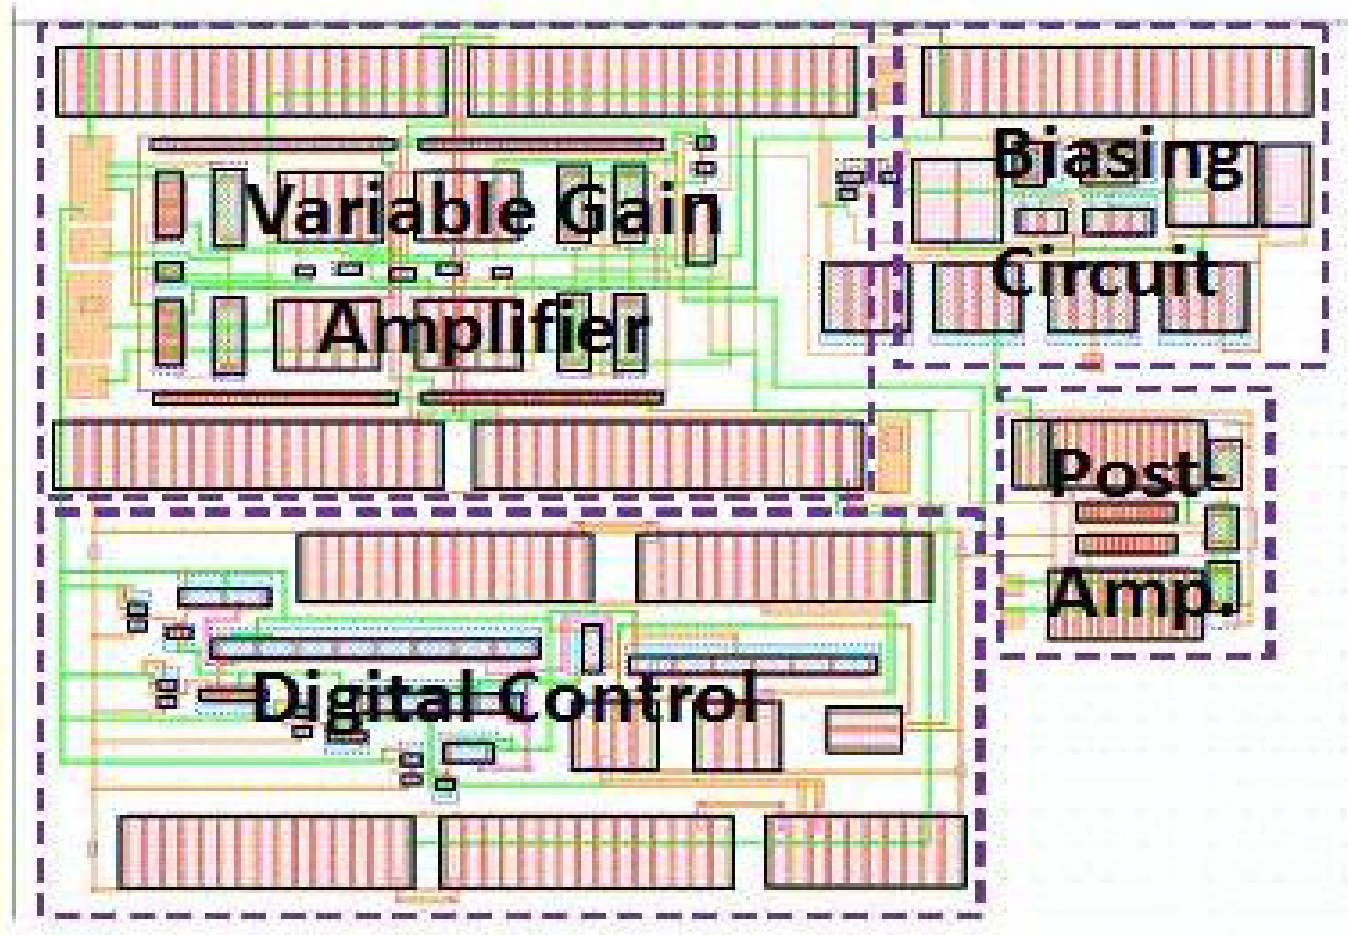 Variable Gain
Amplifier
Biasing
Circuit
Post-
Amp.
Digital Control